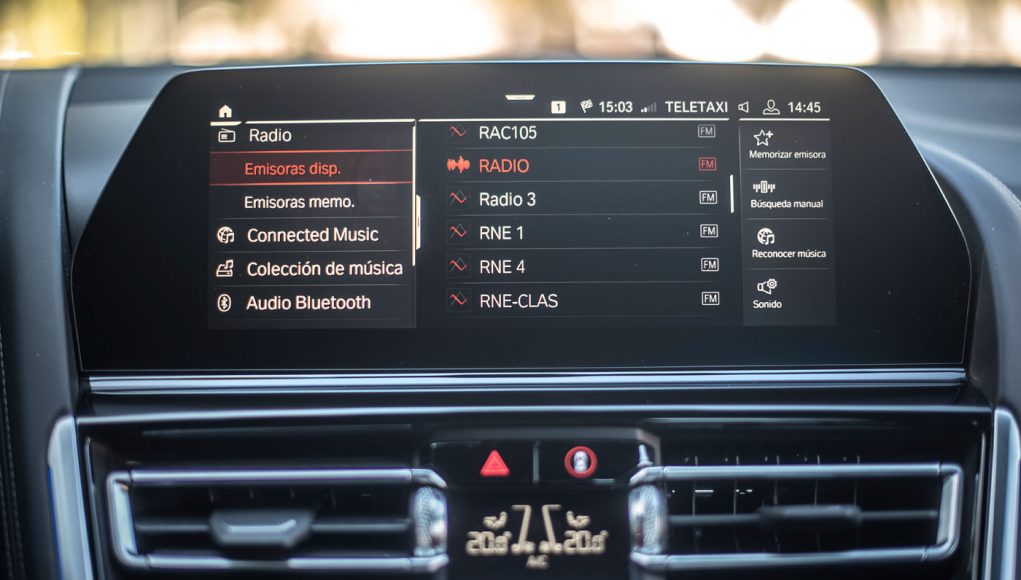 1 15:03 TELETAXI 14:45
Radio
Emisoras disp.
Emisoras memo.
Connected Music
Colección de música
Audio Bluetooth
RAC105 FM
RADIO FM
Radio 3 FM
RNE 1 FM
RNE 4 FM
RNE-CLAS FM
Memorizar emisora
Búsqueda manual
Reconocer música
Sonido
20.0 20.0
A/C